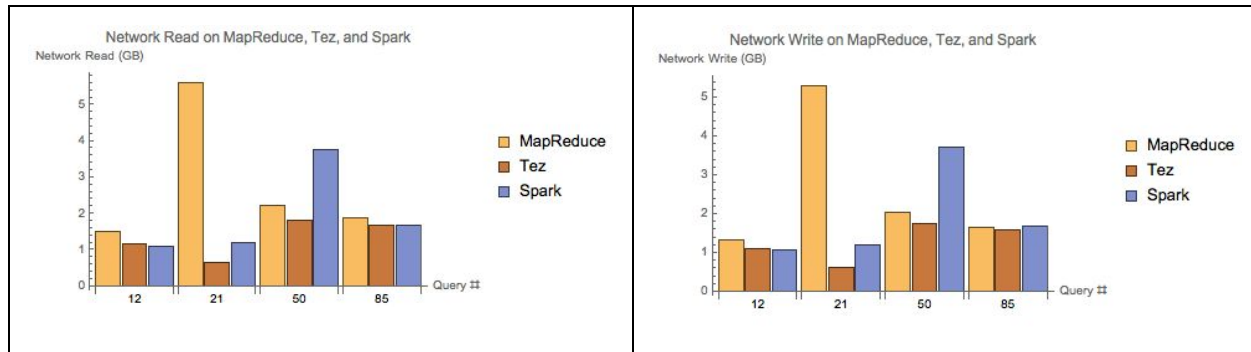 Network Read on MapReduce, Tez, and Spark
Network Read (GB)
5
4
3
2
1
0
12
21
50
85
Query #
MapReduce
Tez
Spark
Network Write on MapReduce, Tez, and Spark
Network Write (GB)
5
4
3
2
1
0
12
21
50
85
Query #
MapReduce
Tez
Spark